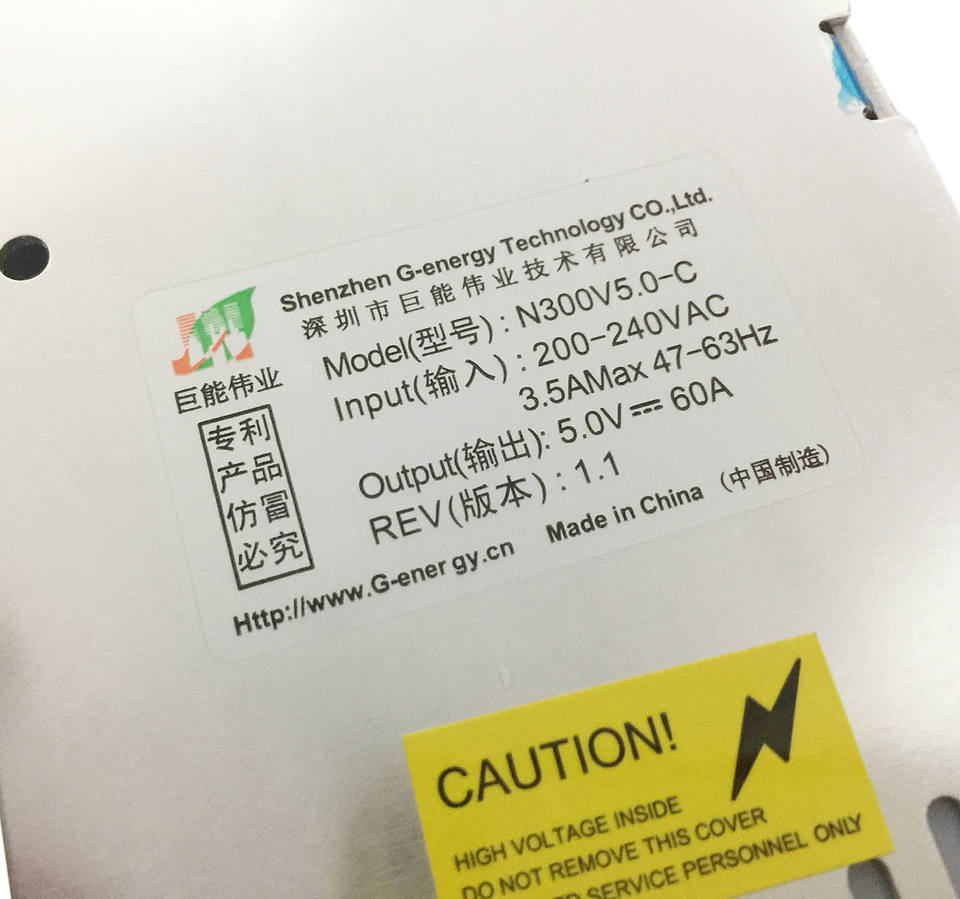 Shenzhen G-energy Technology CO.,Ltd.
深圳市巨能伟业技术有限公司
巨能伟业
专利
产品
仿冒
必究
Model(型号) : N300V5.0-C
Input(输入) : 200-240VAC
3.5AMax 47-63Hz
Output(输出): 5.0V⎓ 60A
REV(版本) : 1.1
Http://www.G-ener gy.cn Made in China (中国制造)
CAUTION!
HIGH VOLTAGE INSIDE
DO NOT REMOVE THIS COVER
SERVICE PERSONNEL ONLY